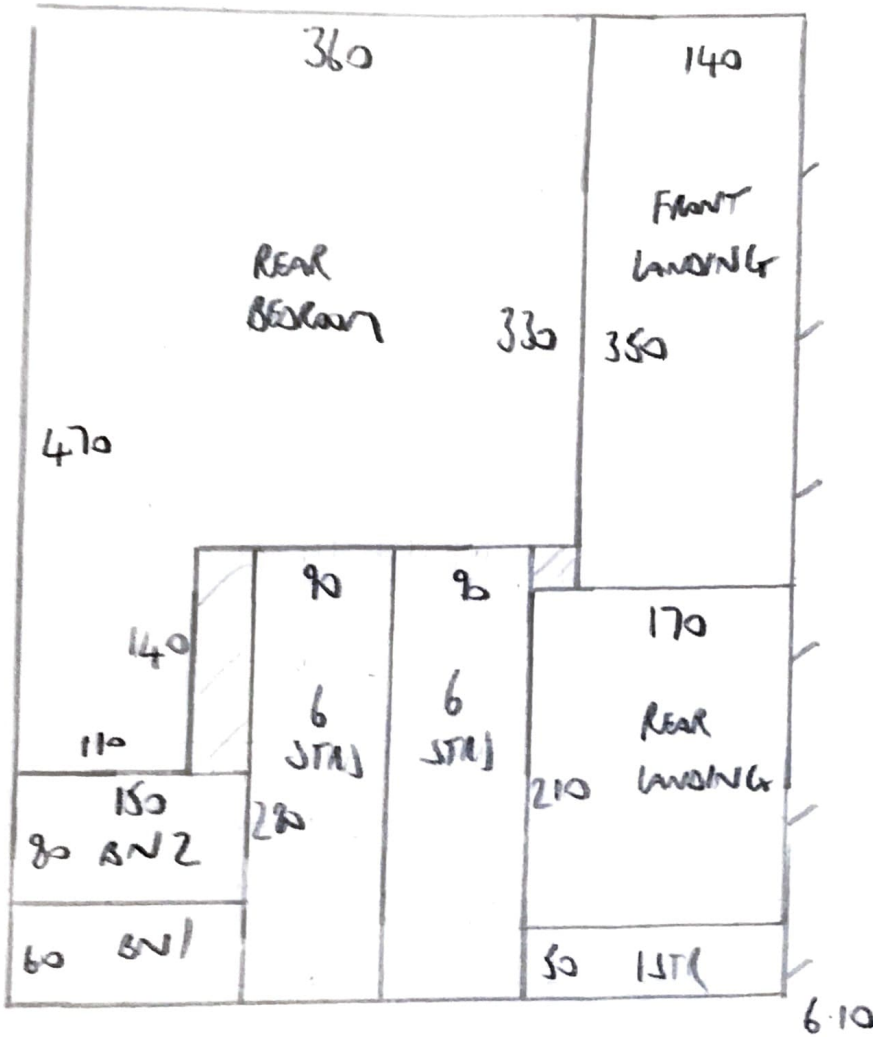 360
140
FRONT
LANDING
REAR
BEDROOM
330
350
470
90
90
170
140
6
STRS
6
STRS
REAR
LANDING
110
150
280
210
80 BN2
60 BN1
50 1STR
6.10